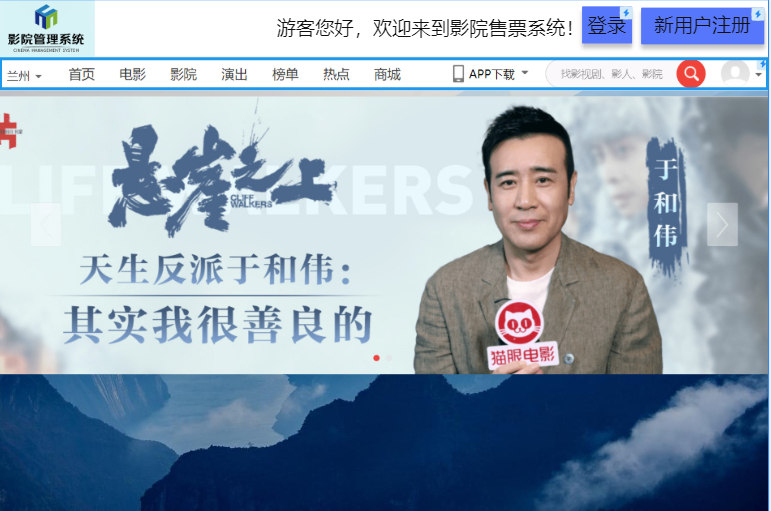 影院管理系统
CINEMA MANAGEMENT SYSTEM
游客您好，欢迎来到影院售票系统！
登录
新用户注册
兰州
首页 电影 影院 演出 榜单 热点 商城
APP下载
找影视剧、影人、影院
LIFF WALKERS
悬崖之上
CLIFF WALKERS
于和伟
天生反派于和伟：
其实我很善良的
猫眼电影